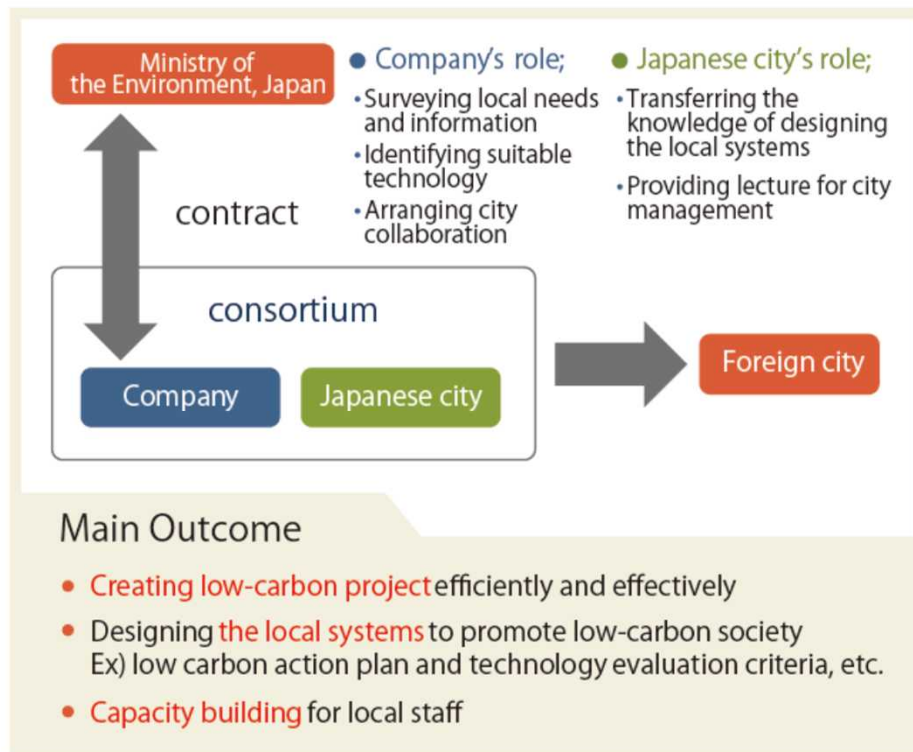 Ministry of
the Environment, Japan
● Company's role;
・Surveying local needs
and information
・Identifying suitable
technology
・Arranging city
collaboration
● Japanese city's role;
・Transferring the
knowledge of designing
the local systems
・Providing lecture for city
management
contract
consortium
Company
Japanese city
Foreign city
Main Outcome
● Creating low-carbon project efficiently and effectively
● Designing the local systems to promote low-carbon society
Ex) low carbon action plan and technology evaluation criteria, etc.
● Capacity building for local staff